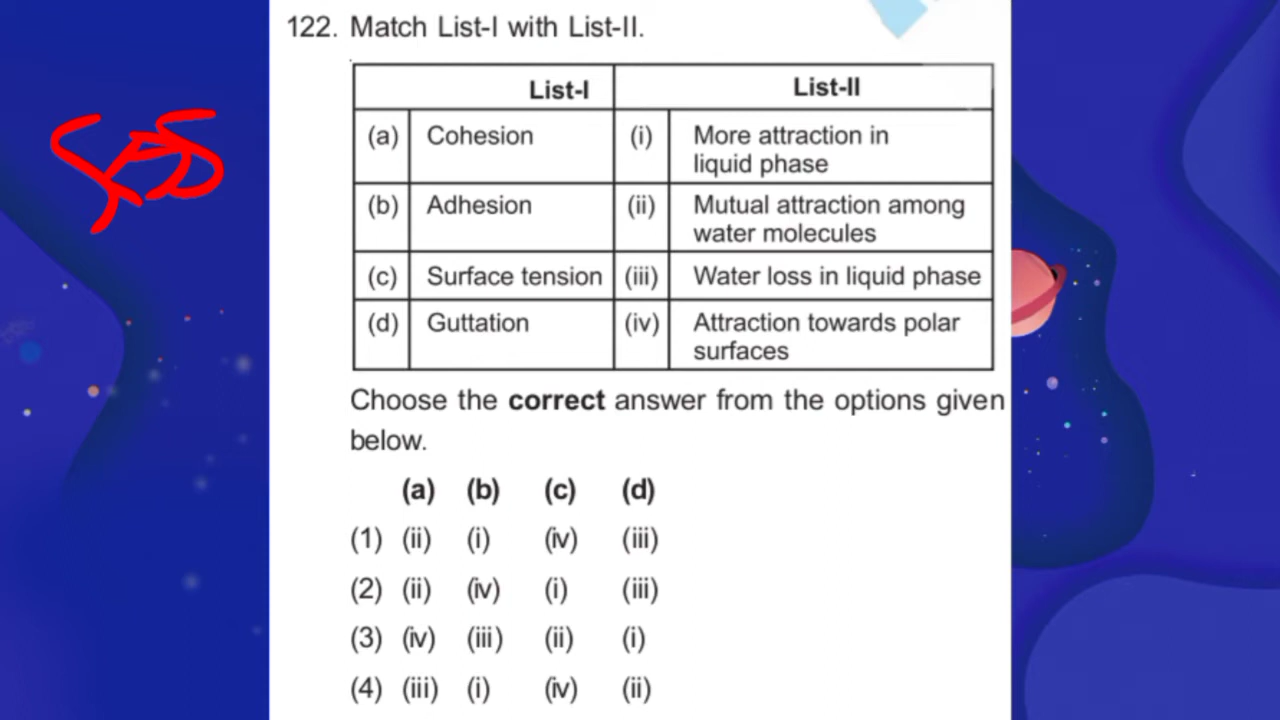 122. Match List-I with List-II.
List-I List-II
(a) Cohesion (i) More attraction in
liquid phase
(b) Adhesion (ii) Mutual attraction among
water molecules
(c) Surface tension (iii) Water loss in liquid phase
(d) Guttation (iv) Attraction towards polar
surfaces
Choose the correct answer from the options given
below.
(a) (b) (c) (d)
(1) (ii) (i) (iv) (iii)
(2) (ii) (iv) (i) (iii)
(3) (iv) (iii) (ii) (i)
(4) (iii) (i) (iv) (ii)